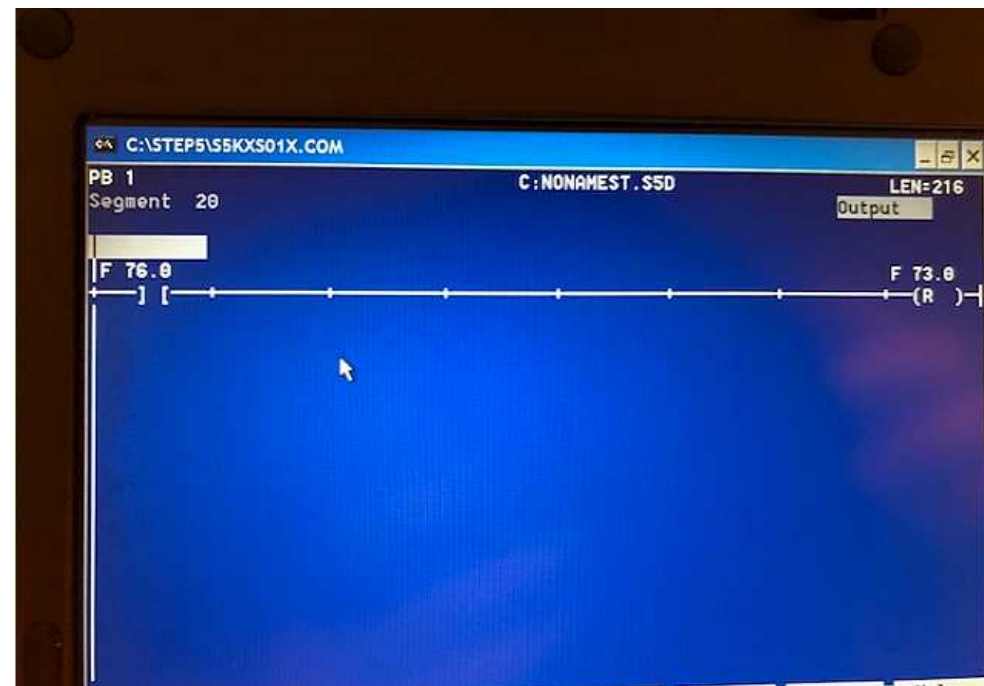 C:\STEP5\S5KXS01X.COM
PB 1 C:NONAMEST.S5D LEN=216
Segment 20 Output
F 76.0 F 73.0
] [ (R )